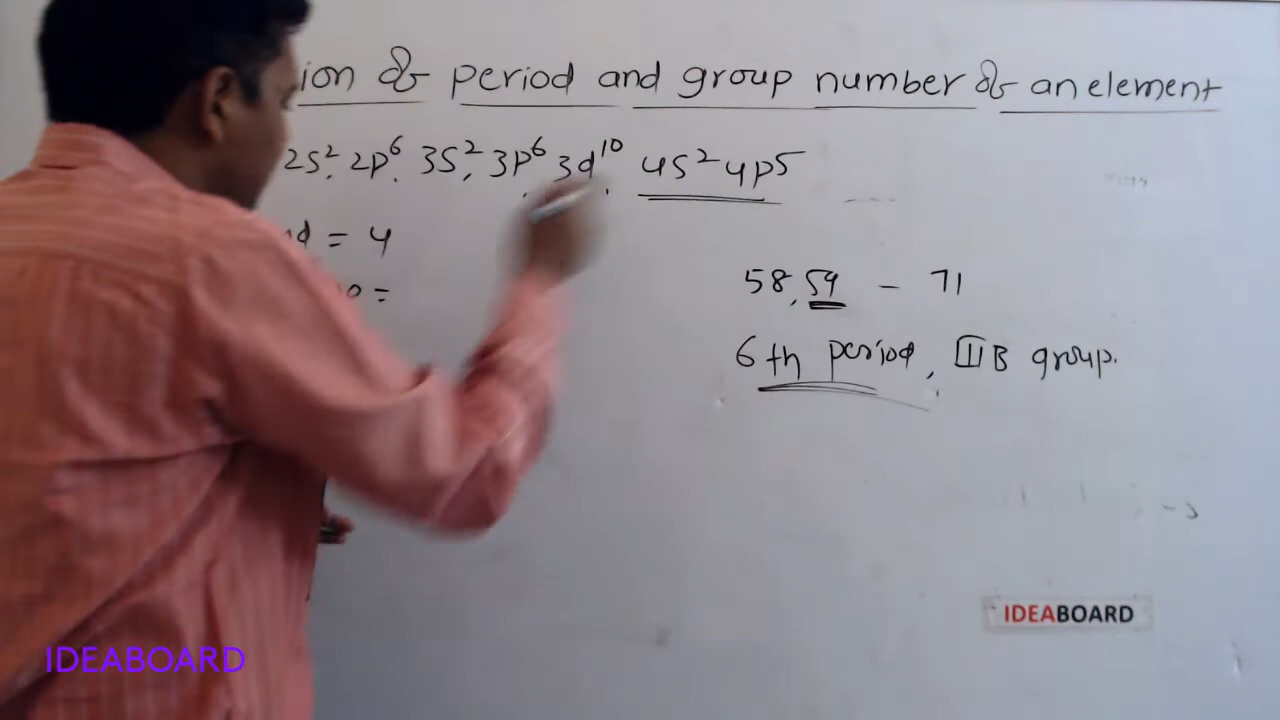 ion of period and group number of an element
2s² 2p⁶ 3s² 3p⁶ 3d¹⁰ 4s² 4p⁵
= 4
58, 59 - 71
6th period, IIIB group.
IDEABOARD
IDEABOARD